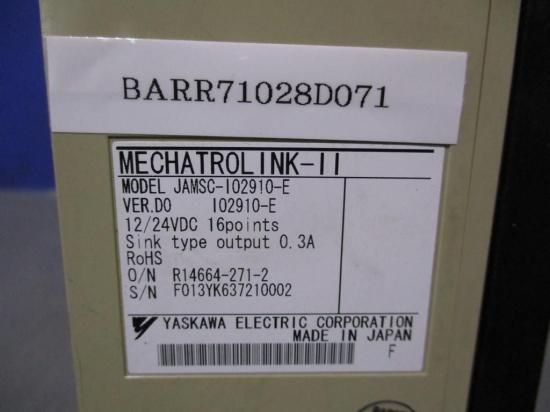 BARR71028D071
MECHATROLINK-II
MODEL JAMSC-IO2910-E
VER.DO IO2910-E
12/24VDC 16points
Sink type output 0.3A
RoHS
O/N R14664-271-2
S/N F013YK637210002
YASKAWA ELECTRIC CORPORATION
MADE IN JAPAN
F